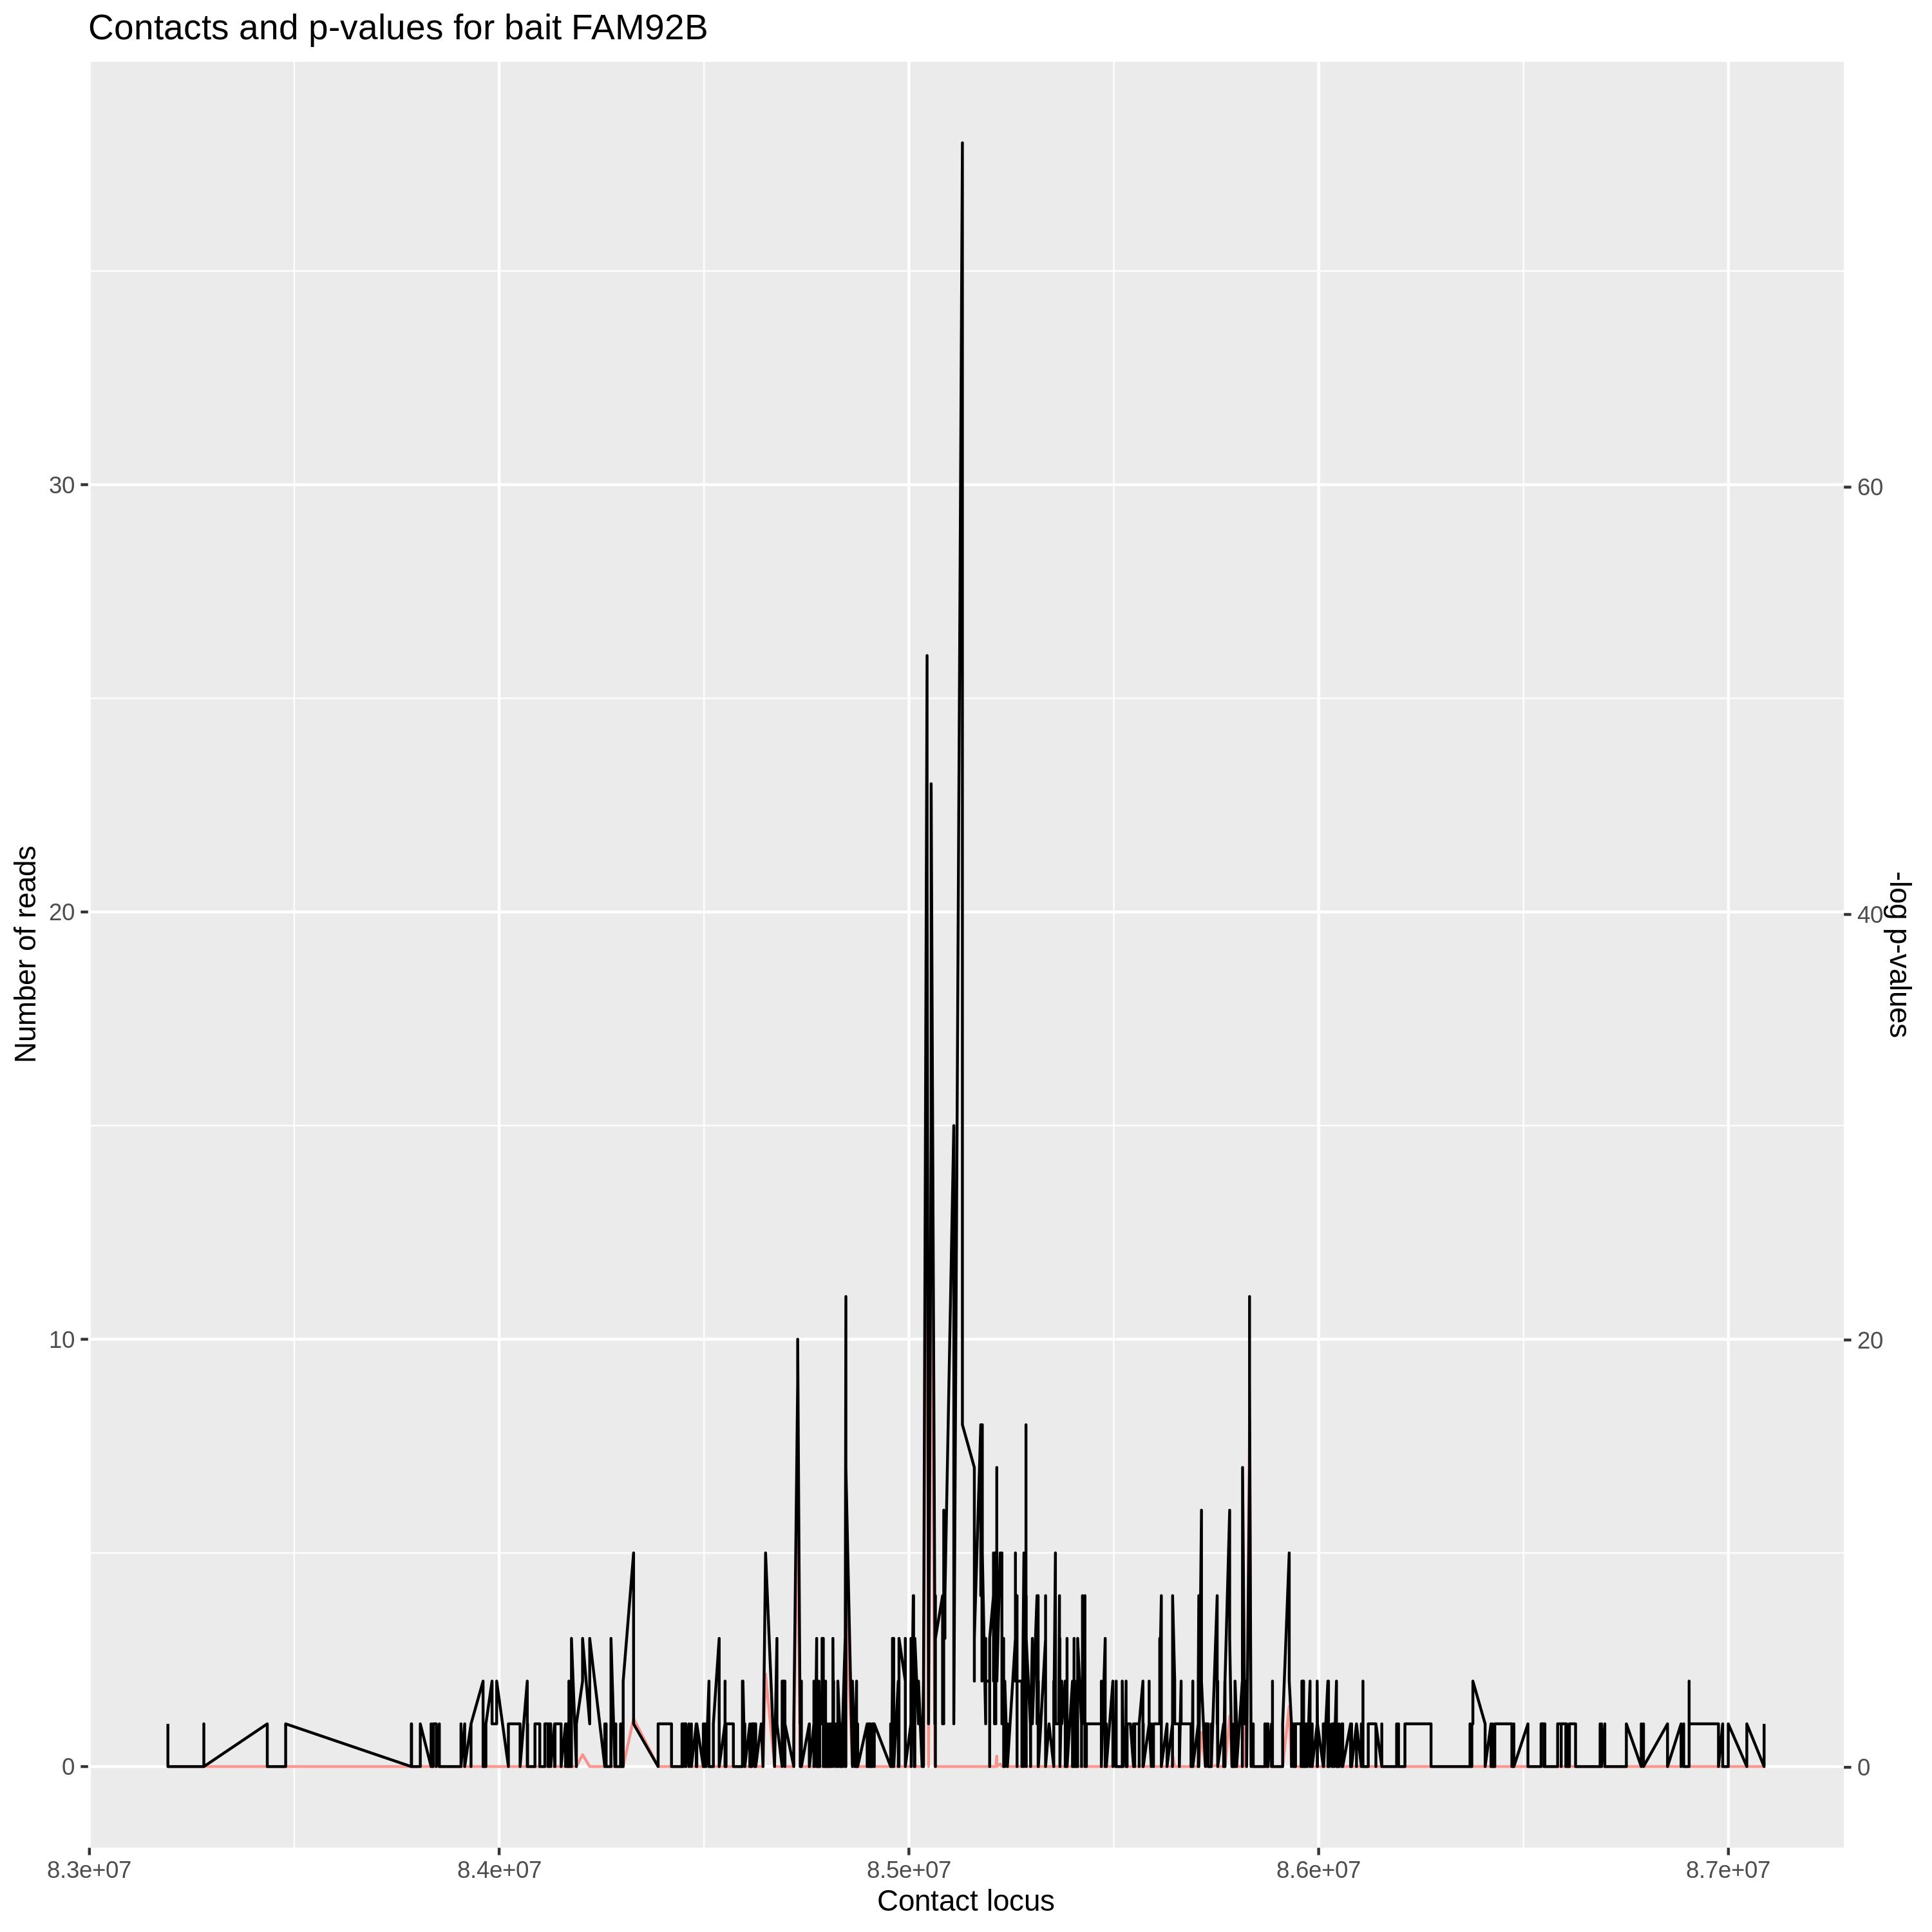 Contacts and p-values for bait FAM92B
30
20
10
0
60
40
20
0
Number of reads
-log p-values
8.3e+07 8.4e+07 8.5e+07 8.6e+07 8.7e+07
Contact locus